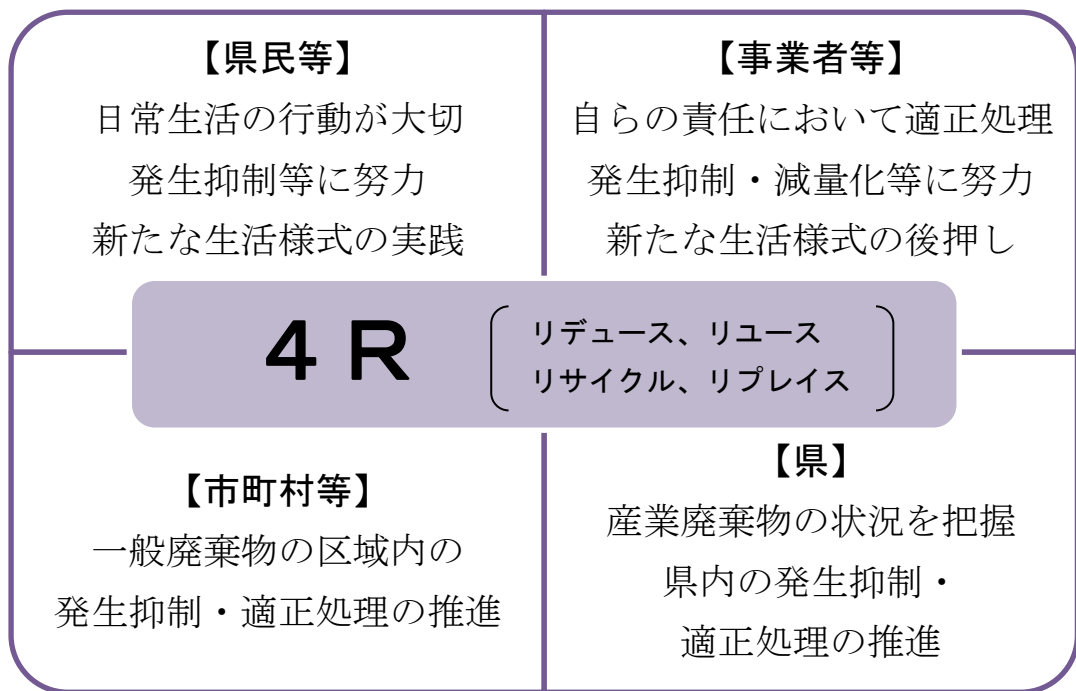 【県民等】
日常生活の行動が大切
発生抑制等に努力
新たな生活様式の実践
【事業者等】
自らの責任において適正処理
発生抑制・減量化等に努力
新たな生活様式の後押し
４Ｒ
リデュース、リユース
リサイクル、リプレイス
【市町村等】
一般廃棄物の区域内の
発生抑制・適正処理の推進
【県】
産業廃棄物の状況を把握
県内の発生抑制・
適正処理の推進